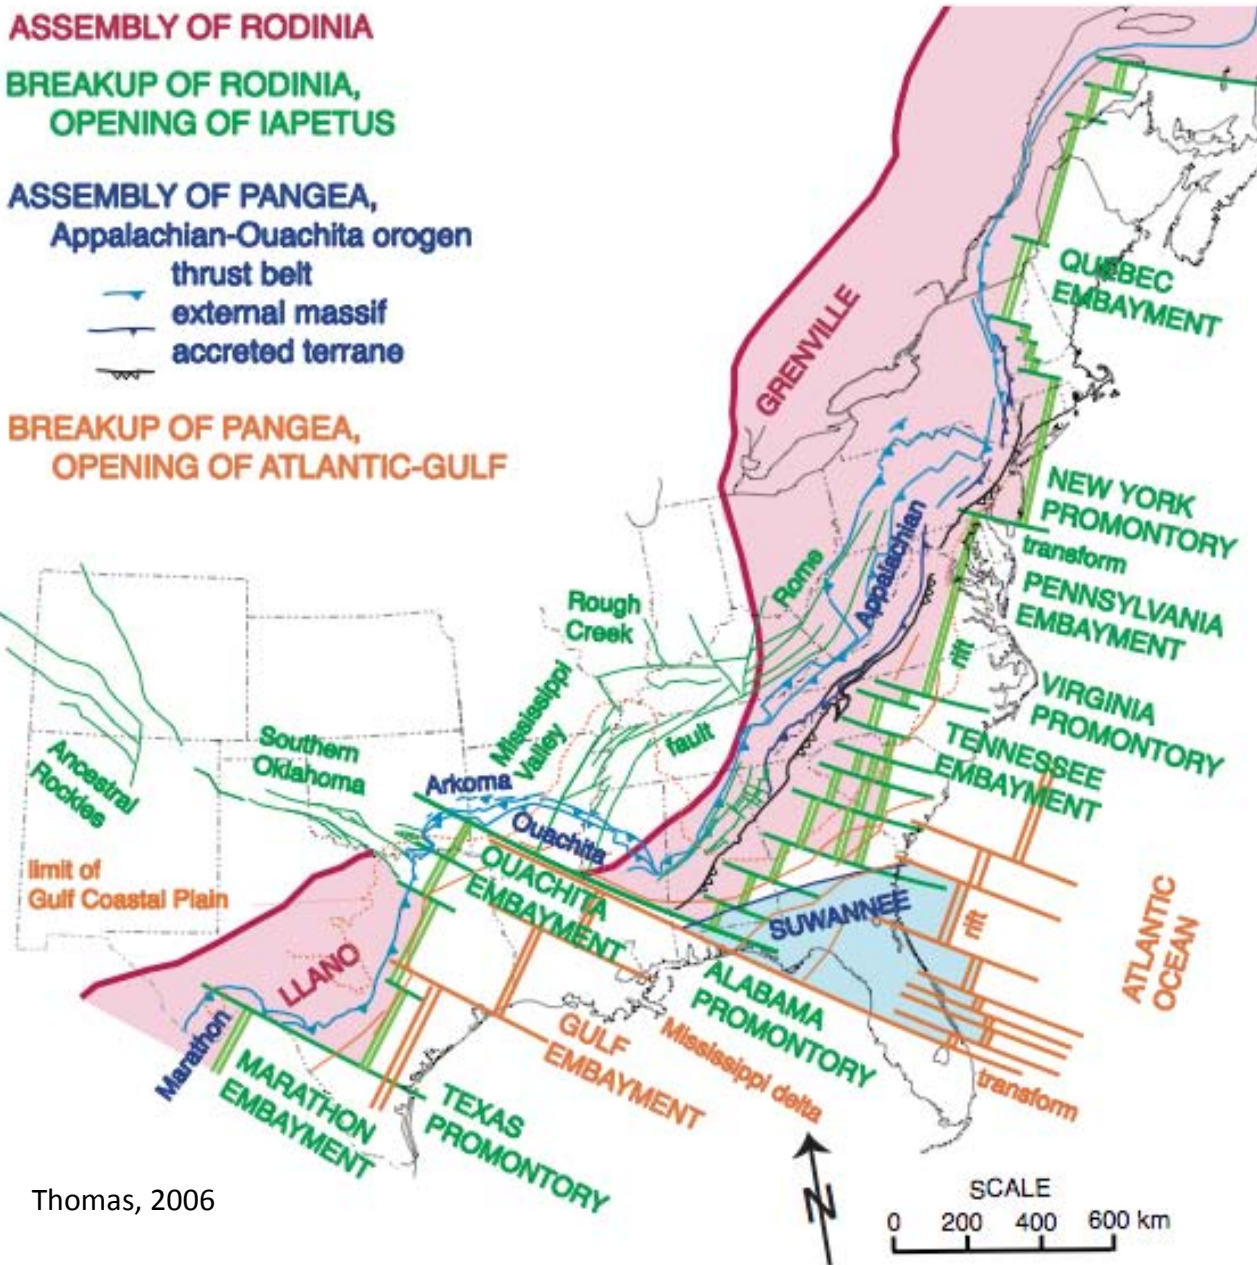 ASSEMBLY OF RODINIA
BREAKUP OF RODINIA,
OPENING OF IAPETUS
ASSEMBLY OF PANGEA,
Appalachian-Ouachita orogen
thrust belt
external massif
accreted terrane
BREAKUP OF PANGEA,
OPENING OF ATLANTIC-GULF
GRENVILLE
QUEBEC
EMBAYMENT
NEW YORK
PROMONTORY
transform
PENNSYLVANIA
EMBAYMENT
rift
VIRGINIA
PROMONTORY
TENNESSEE
EMBAYMENT
Appalachian
Rome
Rough
Creek
Mississippi
Valley
fault
Southern
Oklahoma
Ancestral
Rockies
Arkoma
Ouachita
OUACHITA
EMBAYMENT
limit of
Gulf Coastal Plain
LLANO
SUWANNEE
rift
ATLANTIC
OCEAN
ALABAMA
PROMONTORY
Marathon
MARATHON
EMBAYMENT
TEXAS
PROMONTORY
GULF
EMBAYMENT
Mississippi delta
transform
N
Thomas, 2006
SCALE
0 200 400 600 km